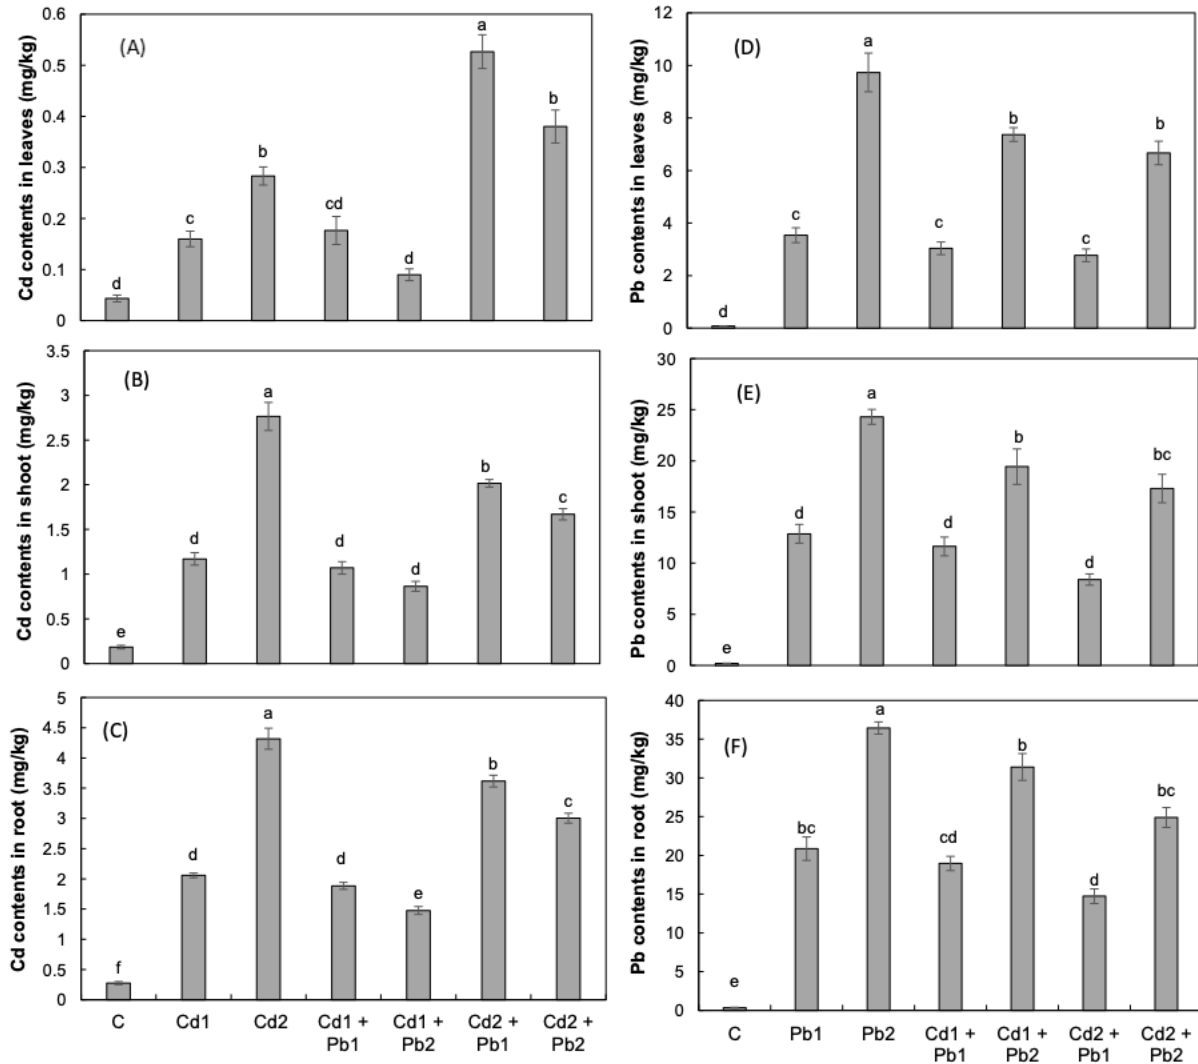 Cd contents in leaves (mg/kg)
0.6
0.5
0.4
0.3
0.2
0.1
0
(A)
d
c
b
cd
d
a
b
Pb contents in leaves (mg/kg)
12
10
8
6
4
2
0
(D)
d
c
a
c
b
c
b
Cd contents in shoot (mg/kg)
3.5
3
2.5
2
1.5
1
0.5
0
(B)
e
d
a
d
d
b
c
Pb contents in shoot (mg/kg)
30
25
20
15
10
5
0
(E)
e
d
a
d
b
d
bc
Cd contents in root (mg/kg)
5
4.5
4
3.5
3
2.5
2
1.5
1
0.5
0
(C)
f
d
a
d
e
b
c
C
Cd1
Cd2
Cd1 +
Pb1
Cd1 +
Pb2
Cd2 +
Pb1
Cd2 +
Pb2
Pb contents in root (mg/kg)
40
35
30
25
20
15
10
5
0
(F)
e
bc
a
cd
b
d
bc
C
Pb1
Pb2
Cd1 +
Pb1
Cd1 +
Pb2
Cd2 +
Pb1
Cd2 +
Pb2